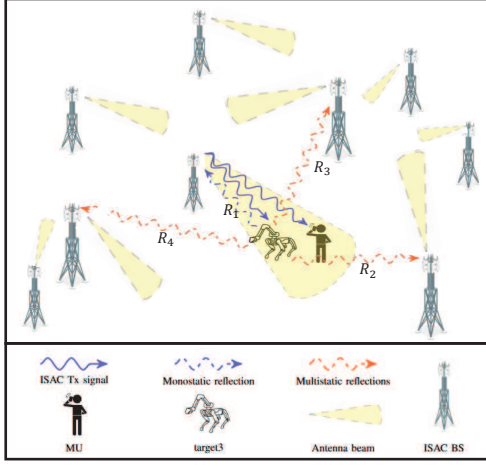 R₃
R₁
R₄
R₂
ISAC Tx signal Monostatic reflection Multistatic reflections
MU target3 Antenna beam ISAC BS